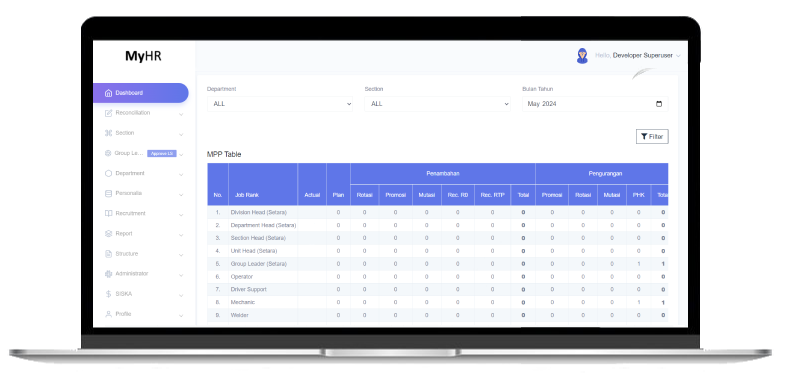 MyHR
Hello, Developer Superuser
Dashboard
Reconciliation
Section
Group Le... Approve LG
Department
Personalia
Recruitment
Report
Structure
Administrator
SISKA
Profile
Department Section Bulan Tahun
ALL ALL May 2024
Filter
MPP Table
Penambahan Pengurangan
No. Job Rank Actual Plan Rotasi Promosi Mutasi Rec. RB Rec. RTP Total Promosi Rotasi Mutasi PHK Total
1. Division Head (Setara) 0 0 0 0 0 0 0 0 0 0 0 0
2. Department Head (Setara) 0 0 0 0 0 0 0 0 0 0 0 0
3. Section Head (Setara) 0 0 0 0 0 0 0 0 0 0 0 0
4. Unit Head (Setara) 0 0 0 0 0 0 0 0 0 0 0 0
5. Group Leader (Setara) 0 0 0 0 0 0 0 0 0 0 1 1
6. Operator 0 0 0 0 0 0 0 0 0 0 0 0
7. Driver Support 0 0 0 0 0 0 0 0 0 0 0 0
8. Mechanic 0 0 0 0 0 0 0 0 0 0 1 1
9. Welder 0 0 0 0 0 0 0 0 0 0 0 0